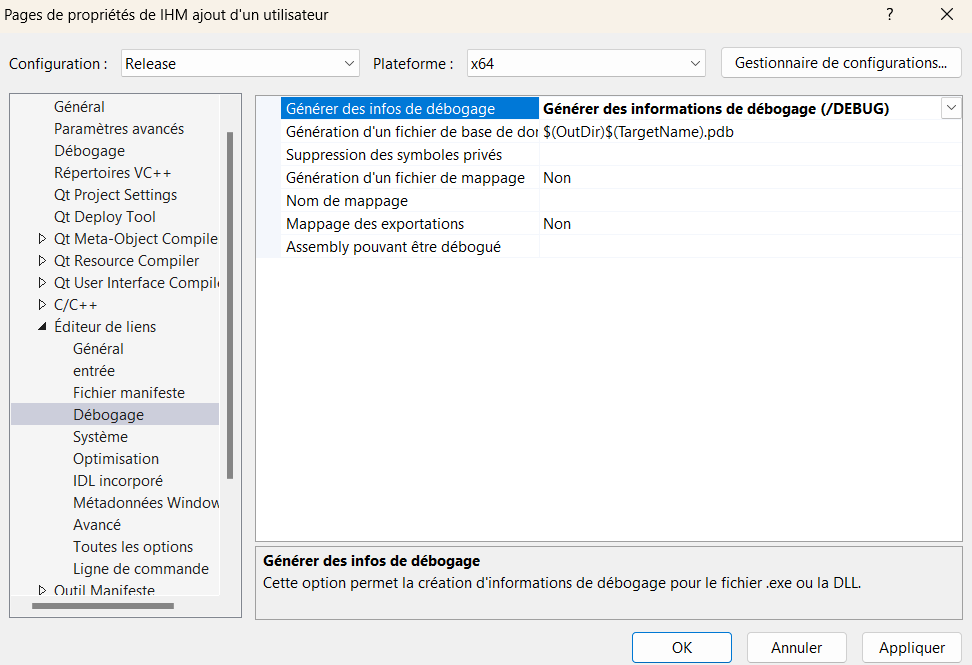 Pages de propriétés de IHM ajout d'un utilisateur ?
Configuration : Release Plateforme : x64 Gestionnaire de configurations...
Général
Paramètres avancés
Débogage
Répertoires VC++
Qt Project Settings
Qt Deploy Tool
Qt Meta-Object Compile
Qt Resource Compiler
Qt User Interface Compil
C/C++
Éditeur de liens
Général
entrée
Fichier manifeste
Débogage
Système
Optimisation
IDL incorporé
Métadonnées Window
Avancé
Toutes les options
Ligne de commande
Outil Manifeste
Générer des infos de débogage Générer des informations de débogage (/DEBUG)
Génération d'un fichier de base de dor $(OutDir)$(TargetName).pdb
Suppression des symboles privés
Génération d'un fichier de mappage Non
Nom de mappage
Mappage des exportations Non
Assembly pouvant être débogué
Générer des infos de débogage
Cette option permet la création d'informations de débogage pour le fichier .exe ou la DLL.
OK Annuler Appliquer